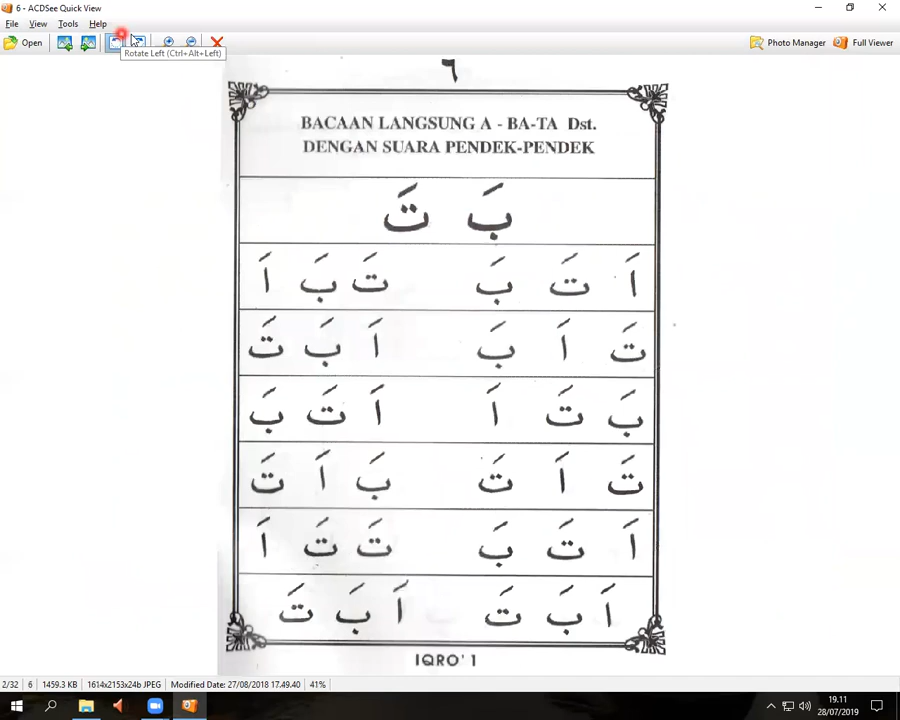 6 - ACDSee Quick View
File View Tools Help
Open
Photo Manager Full Viewer
Rotate Left (Ctrl+Alt+Left)
٦
BACAAN LANGSUNG A - BA-TA Dst.
DENGAN SUARA PENDEK-PENDEK
بَ تَ
اَ تَ بَ تَ بَ اَ
تَ اَ بَ اَ بَ تَ
بَ تَ اَ اَ تَ بَ
تَ اَ تَ بَ اَ تَ
اَ تَ بَ تَ تَ اَ
اَ بَ تَ اَ بَ تَ
IQRO' 1
2/32 6 1459.3 KB 1614x2153x24b JPEG Modified Date: 27/08/2018 17.49.40 41%
19.11
28/07/2019